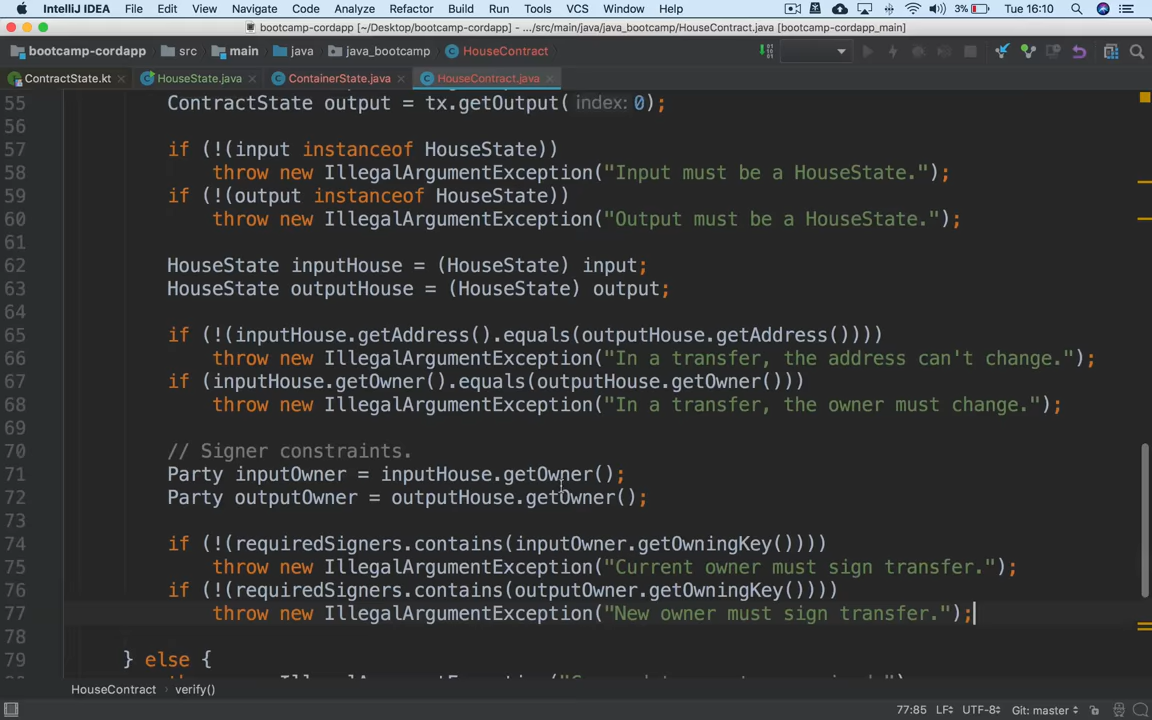 IntelliJ IDEA File Edit View Navigate Code Analyze Refactor Build Run Tools VCS Window Help 3% Tue 16:10
bootcamp-cordapp [~/Desktop/bootcamp-cordapp] - .../src/main/java/java_bootcamp/HouseContract.java [bootcamp-cordapp_main]
bootcamp-cordapp src main java java_bootcamp HouseContract
ContractState.kt HouseState.java ContainerState.java HouseContract.java
55 ContractState output = tx.getOutput( index: 0);
56
57 if (!(input instanceof HouseState))
58 throw new IllegalArgumentException("Input must be a HouseState.");
59 if (!(output instanceof HouseState))
60 throw new IllegalArgumentException("Output must be a HouseState.");
61
62 HouseState inputHouse = (HouseState) input;
63 HouseState outputHouse = (HouseState) output;
64
65 if (!(inputHouse.getAddress().equals(outputHouse.getAddress())))
66 throw new IllegalArgumentException("In a transfer, the address can't change.");
67 if (inputHouse.getOwner().equals(outputHouse.getOwner()))
68 throw new IllegalArgumentException("In a transfer, the owner must change.");
69
70 // Signer constraints.
71 Party inputOwner = inputHouse.getOwner();
72 Party outputOwner = outputHouse.getOwner();
73
74 if (!(requiredSigners.contains(inputOwner.getOwningKey())))
75 throw new IllegalArgumentException("Current owner must sign transfer.");
76 if (!(requiredSigners.contains(outputOwner.getOwningKey())))
77 throw new IllegalArgumentException("New owner must sign transfer.");
78
79 } else {
HouseContract verify()
77:85 LF UTF-8 Git: master